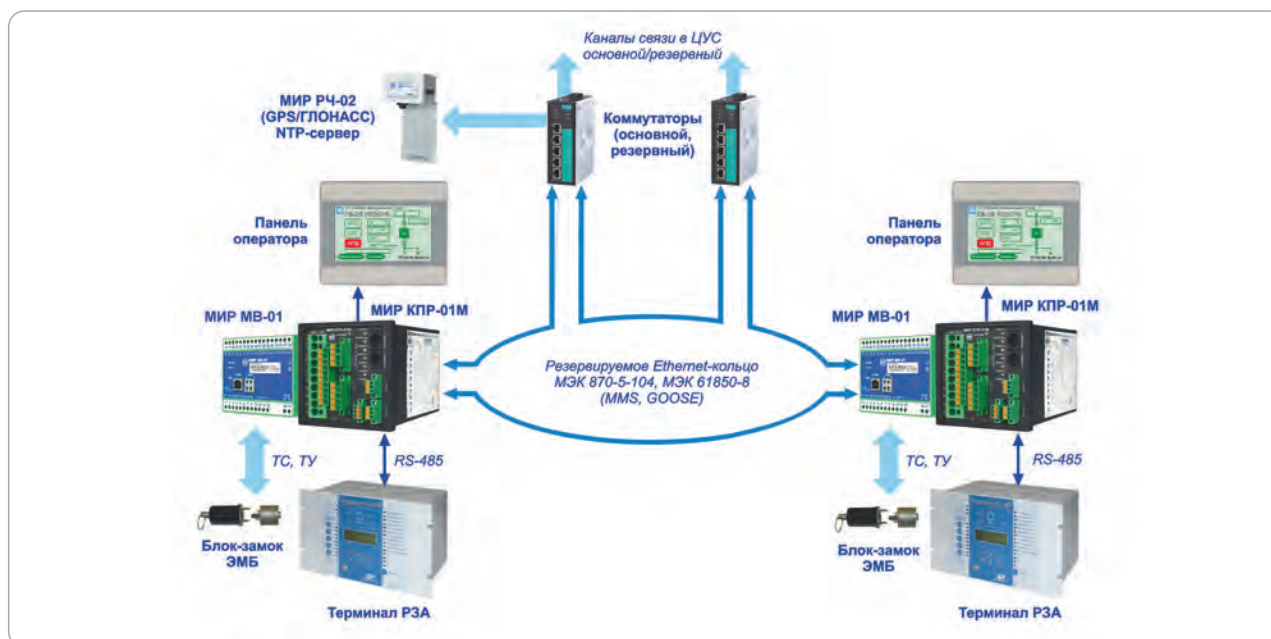 Каналы связи в ЦУС
основной/резервный
МИР РЧ-02
(GPS/ГЛОНАСС)
NTP-сервер
Коммутаторы
(основной,
резервный)
Панель
оператора
Панель
оператора
МИР КПР-01М
МИР МВ-01
МИР КПР-01М
МИР МВ-01
Резервируемое Ethernet-кольцо
МЭК 870-5-104, МЭК 61850-8
(MMS, GOOSE)
ТС, ТУ
RS-485
ТС, ТУ
RS-485
Блок-замок
ЭМБ
Блок-замок
ЭМБ
Терминал РЗА
Терминал РЗА